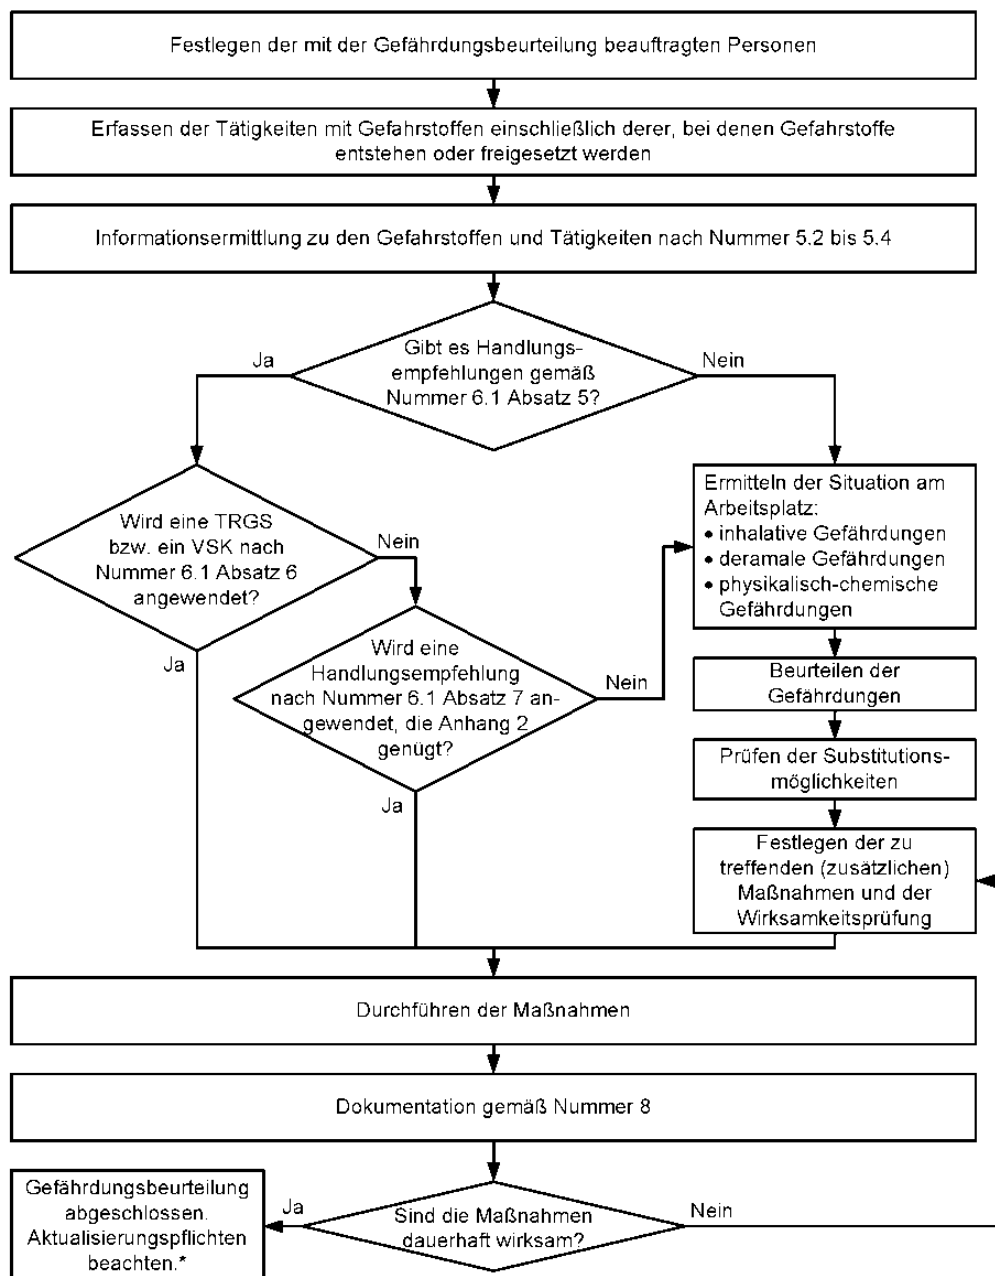 Festlegen der mit der Gefährdungsbeurteilung beauftragten Personen
Erfassen der Tätigkeiten mit Gefahrstoffen einschließlich derer, bei denen Gefahrstoffe
entstehen oder freigesetzt werden
Informationsermittlung zu den Gefahrstoffen und Tätigkeiten nach Nummer 5.2 bis 5.4
Gibt es Handlungs-
empfehlungen gemäß
Nummer 6.1 Absatz 5?
Ja
Nein
Wird eine TRGS
bzw. ein VSK nach
Nummer 6.1 Absatz 6
angewendet?
Nein
Ja
Wird eine
Handlungsempfehlung
nach Nummer 6.1 Absatz 7 an-
gewendet, die Anhang 2
genügt?
Nein
Ja
Ermitteln der Situation am
Arbeitsplatz:
• inhalative Gefährdungen
• deramale Gefährdungen
• physikalisch-chemische
Gefährdungen
Beurteilen der
Gefährdungen
Prüfen der Substitutions-
möglichkeiten
Festlegen der zu
treffenden (zusätzlichen)
Maßnahmen und der
Wirksamkeitsprüfung
Durchführen der Maßnahmen
Dokumentation gemäß Nummer 8
Sind die Maßnahmen
dauerhaft wirksam?
Ja
Nein
Gefährdungsbeurteilung
abgeschlossen.
Aktualisierungspflichten
beachten.*